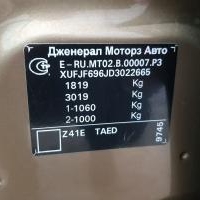 Дженерал Моторз Авто
E-RU.MT02.B.00007.P3
XUFJF696JD3022665
1819 Kg
3019 Kg
1-1060 Kg
2-1000 Kg
Z41E TAED
9745